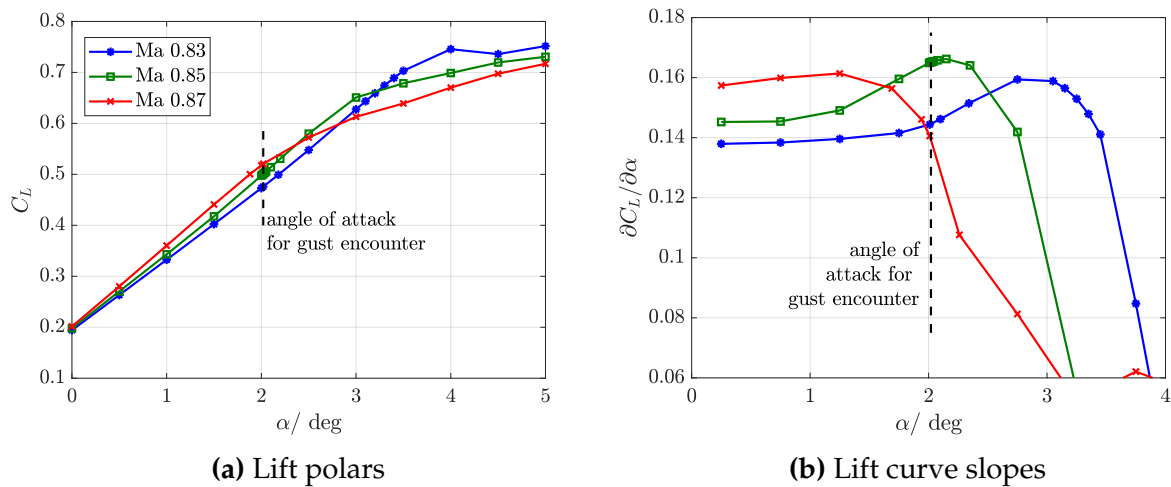 0.8
0.7
0.6
0.5
0.4
0.3
0.2
0.1
C_L
Ma 0.83
Ma 0.85
Ma 0.87
angle of attack
for gust encounter
0 1 2 3 4 5
α/ deg
(a) Lift polars
0.18
0.16
0.14
0.12
0.1
0.08
0.06
∂C_L/∂α
angle of
attack for
gust encounter
0 1 2 3 4
α/ deg
(b) Lift curve slopes